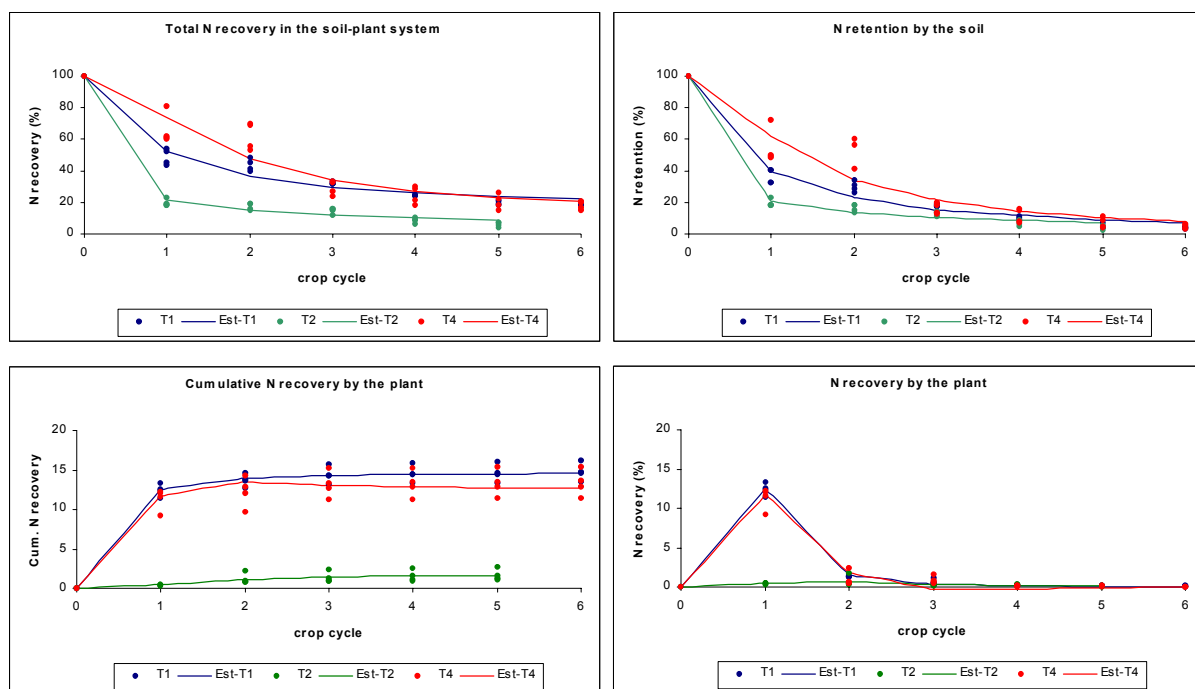 Total N recovery in the soil-plant system
N recovery (%)
100
80
60
40
20
0
0 1 2 3 4 5 6
crop cycle
T1 Est-T1 T2 Est-T2 T4 Est-T4
N retention by the soil
N retention (%)
100
80
60
40
20
0
0 1 2 3 4 5 6
crop cycle
T1 Est-T1 T2 Est-T2 T4 Est-T4
Cumulative N recovery by the plant
Cum. N recovery
20
15
10
5
0
0 1 2 3 4 5 6
crop cycle
T1 Est-T1 T2 Est-T2 T4 Est-T4
N recovery by the plant
N recovery (%)
20
15
10
5
0
0 1 2 3 4 5 6
crop cycle
T1 Est-T1 T2 Est-T2 T4 Est-T4